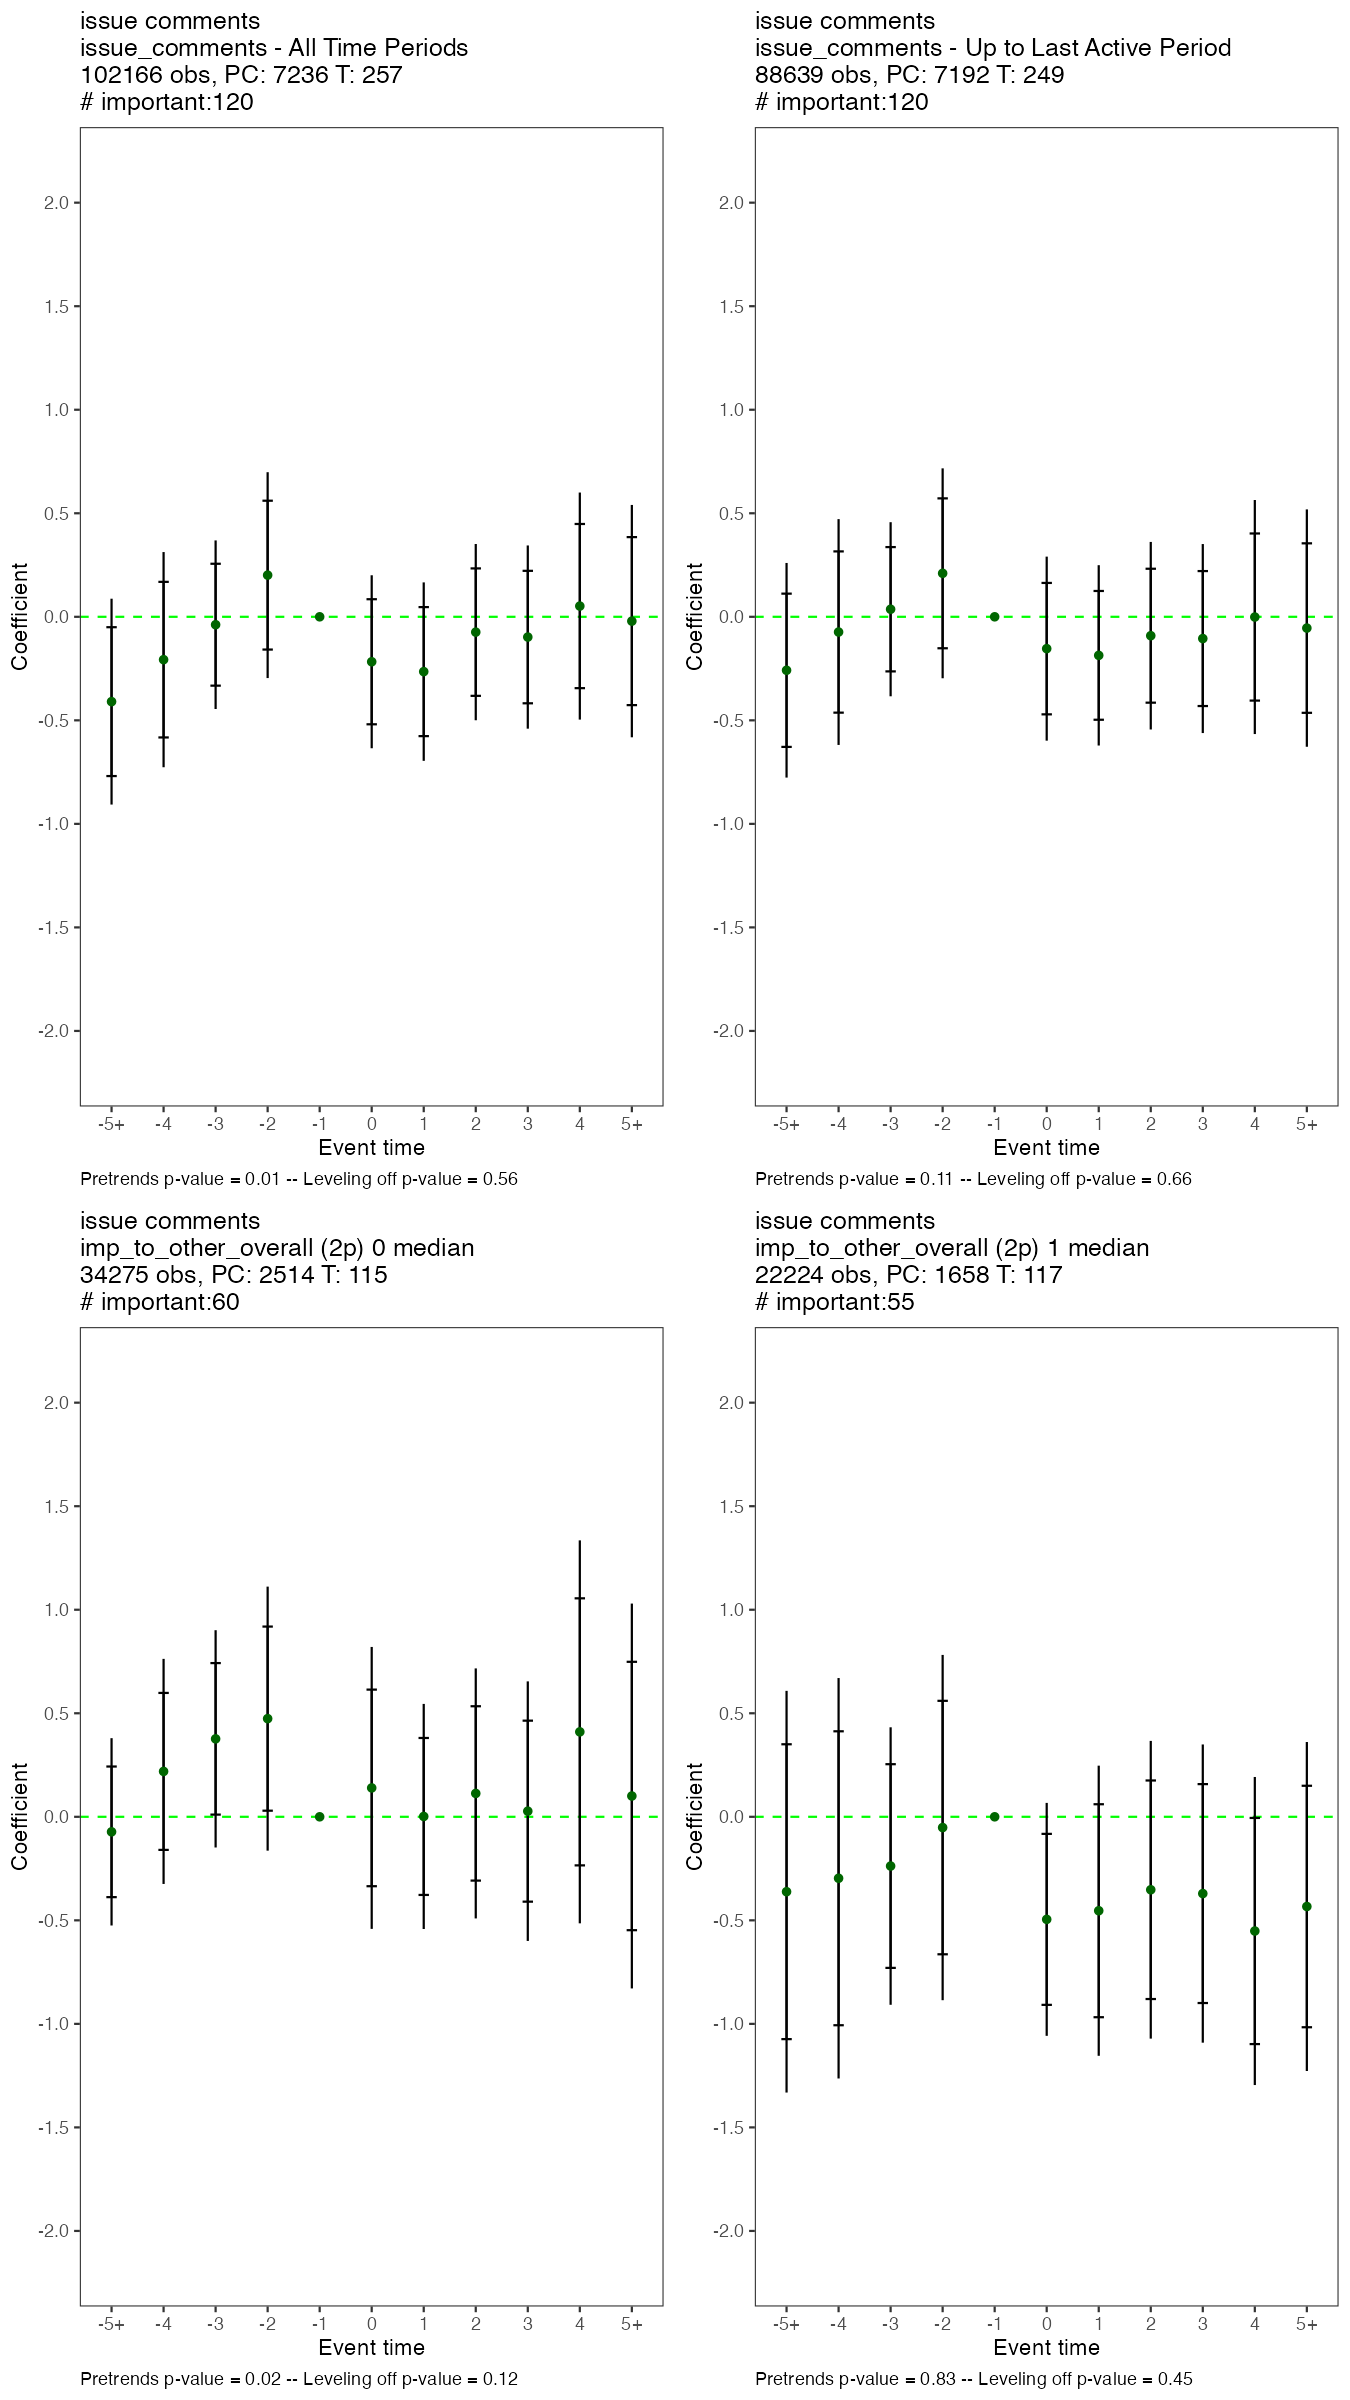 issue comments
issue_comments - All Time Periods
102166 obs, PC: 7236 T: 257
# important:120
2.0
1.5
1.0
0.5
0.0
-0.5
-1.0
-1.5
-2.0
Coefficient
-5+ -4 -3 -2 -1 0 1 2 3 4 5+
Event time
Pretrends p-value = 0.01 -- Leveling off p-value = 0.56
issue comments
issue_comments - Up to Last Active Period
88639 obs, PC: 7192 T: 249
# important:120
2.0
1.5
1.0
0.5
0.0
-0.5
-1.0
-1.5
-2.0
Coefficient
-5+ -4 -3 -2 -1 0 1 2 3 4 5+
Event time
Pretrends p-value = 0.11 -- Leveling off p-value = 0.66
issue comments
imp_to_other_overall (2p) 0 median
34275 obs, PC: 2514 T: 115
# important:60
2.0
1.5
1.0
0.5
0.0
-0.5
-1.0
-1.5
-2.0
Coefficient
-5+ -4 -3 -2 -1 0 1 2 3 4 5+
Event time
Pretrends p-value = 0.02 -- Leveling off p-value = 0.12
issue comments
imp_to_other_overall (2p) 1 median
22224 obs, PC: 1658 T: 117
# important:55
2.0
1.5
1.0
0.5
0.0
-0.5
-1.0
-1.5
-2.0
Coefficient
-5+ -4 -3 -2 -1 0 1 2 3 4 5+
Event time
Pretrends p-value = 0.83 -- Leveling off p-value = 0.45